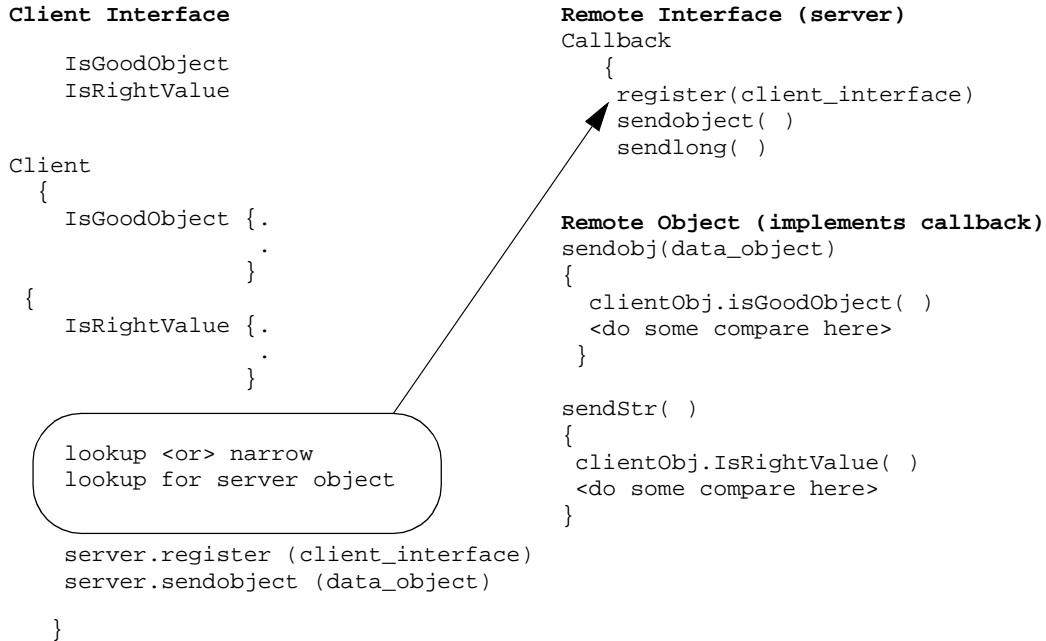 Client Interface
IsGoodObject
IsRightValue
Client
{
IsGoodObject {.
.
}
{
IsRightValue {.
.
}
lookup <or> narrow
lookup for server object
server.register (client_interface)
server.sendobject (data_object)
}
Remote Interface (server)
Callback
{
register(client_interface)
sendobject( )
sendlong( )
Remote Object (implements callback)
sendobj(data_object)
{
clientObj.isGoodObject( )
<do some compare here>
}
sendStr( )
{
clientObj.IsRightValue( )
<do some compare here>
}